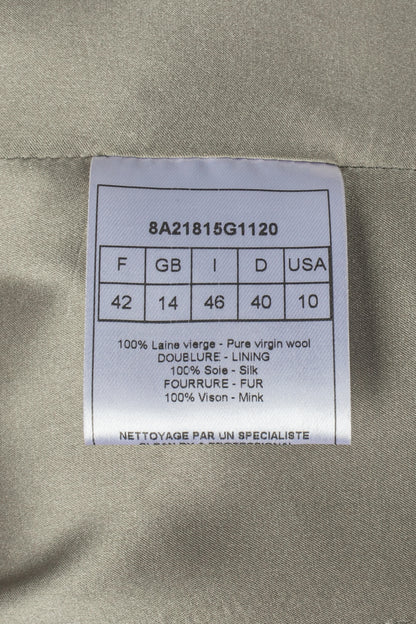 8A21815G1120
F GB I D USA
42 14 46 40 10
100% Laine vierge - Pure virgin wool
DOUBLURE - LINING
100% Soie - Silk
FOURRURE - FUR
100% Vison - Mink
NETTOYAGE PAR UN SPECIALISTE